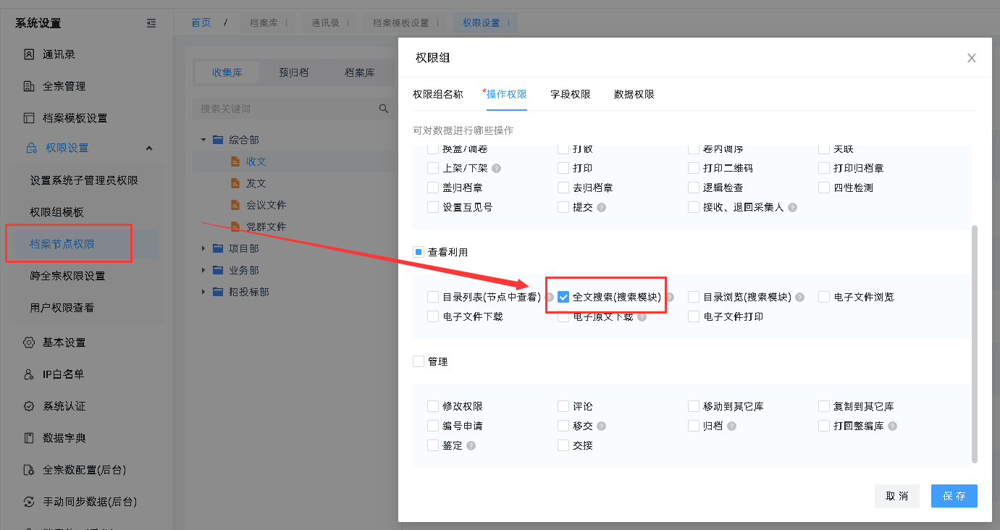 系统设置
首页 / 档案库 通讯录 档案模板设置 权限设置
通讯录
全宗管理
档案模板设置
权限设置
设置系统子管理员权限
权限组模板
档案节点权限
跨全宗权限设置
用户权限查看
基本设置
IP白名单
系统认证
数据字典
全宗数配置(后台)
手动同步数据(后台)
收集库 预归档 档案库
搜索关键词
综合部
收文
发文
会议文件
党群文件
项目部
业务部
招投标部
权限组
权限组名称 *操作权限 字段权限 数据权限
可对数据进行哪些操作
换盒/调卷 打散 卷内调序 关联
上架/下架 ? 打印 打印二维码 打印归档章
盖归档章 去归档章 逻辑检查 四性检测
设置互见号 提交 ? 接收、退回采集人 ?
查看利用
目录列表(节点中查看) ? 全文搜索(搜索模块) ? 目录浏览(搜索模块) ? 电子文件浏览
电子文件下载 电子原文下载 ? 电子文件打印
管理
修改权限 评论 移动到其它库 复制到其它库
编号申请 移交 ? 归档 ? 打回整编库 ?
鉴定 ? 交接
取 消 保 存